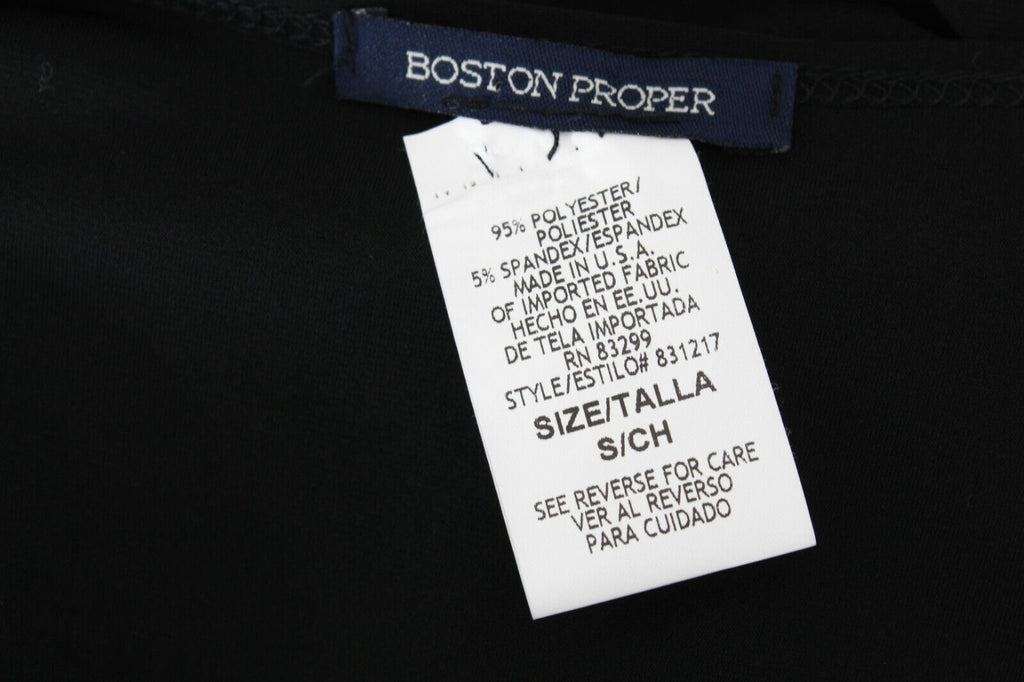 BOSTON PROPER
95% POLYESTER/
POLIESTER
5% SPANDEX/ESPANDEX
MADE IN U.S.A.
OF IMPORTED FABRIC
HECHO EN EE.UU.
DE TELA IMPORTADA
RN 83299
STYLE/ESTILO# 831217
SIZE/TALLA
S/CH
SEE REVERSE FOR CARE
VER AL REVERSO
PARA CUIDADO